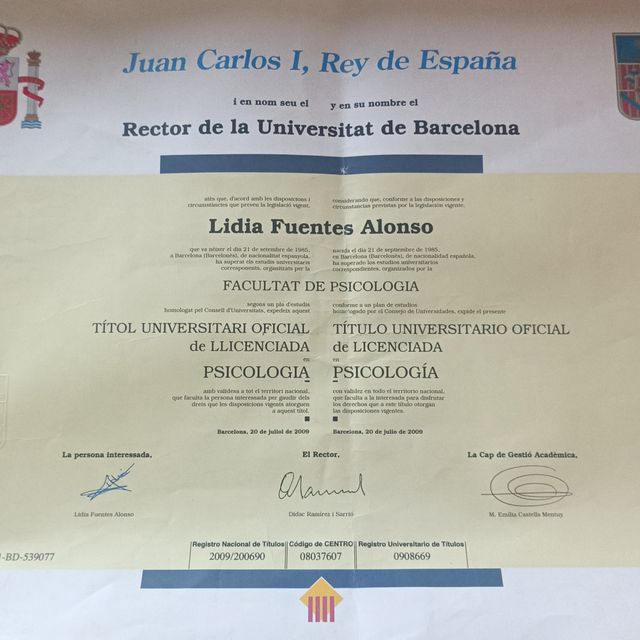 Juan Carlos I, Rey de España
i en nom seu el y en su nombre el
Rector de la Universitat de Barcelona
atès que, d'acord amb les disposicions i
circumstàncies que preveu la legislació vigent,
considerando que, conforme a las disposiciones y
circunstancias previstas por la legislación vigente,
Lidia Fuentes Alonso
que va néixer el dia 21 de setembre de 1985,
a Barcelona (Barcelonès), de nacionalitat espanyola,
ha superat els estudis universitaris
corresponents, organitzats per la
nacida el día 21 de septiembre de 1985,
en Barcelona (Barcelonès), de nacionalidad española,
ha superado los estudios universitarios
correspondientes, organizados por la
FACULTAT DE PSICOLOGIA
segons un pla d'estudis
homologat pel Consell d'Universitats, expedeix aquest
conforme a un plan de estudios
homologado por el Consejo de Universidades, expide el presente
TÍTOL UNIVERSITARI OFICIAL
de LLICENCIADA
en
PSICOLOGIA
TÍTULO UNIVERSITARIO OFICIAL
de LICENCIADA
en
PSICOLOGÍA
amb validesa a tot el territori nacional,
que faculta la persona interessada per gaudir dels
drets que les disposicions vigents atorguen
a aquest títol.
con validez en todo el territorio nacional,
que faculta a la interesada para disfrutar
los derechos que a este título otorgan
las disposiciones vigentes.
Barcelona, 20 de juliol de 2009
Barcelona, 20 de julio de 2009
La persona interessada,
El Rector,
La Cap de Gestió Acadèmica,
Lidia Fuentes Alonso
Dídac Ramírez i Sarrió
M. Emilia Castella Mentuy
Registro Nacional de Títulos
2009/200690
Código de CENTRO
08037607
Registro Universitario de Títulos
0908669
-BD-539077